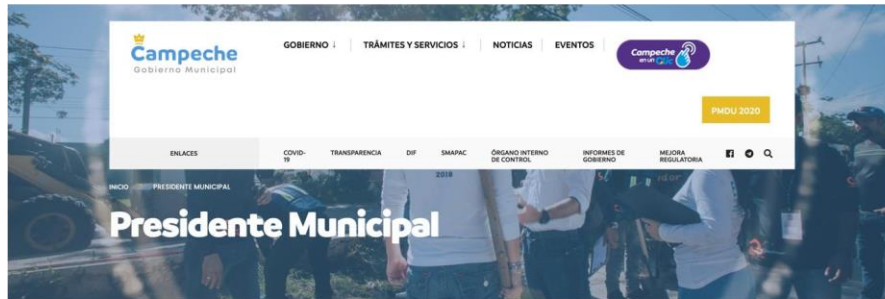 Campeche
Gobierno Municipal
GOBIERNO ↓ TRÁMITES Y SERVICIOS ↓ NOTICIAS EVENTOS
Campeche
en un Clic
PMDU 2020
ENLACES COVID-19 TRANSPARENCIA DIF SMAPAC ÓRGANO INTERNO DE CONTROL INFORMES DE GOBIERNO MEJORA REGULATORIA
2018
INICIO PRESIDENTE MUNICIPAL
Presidente Municipal